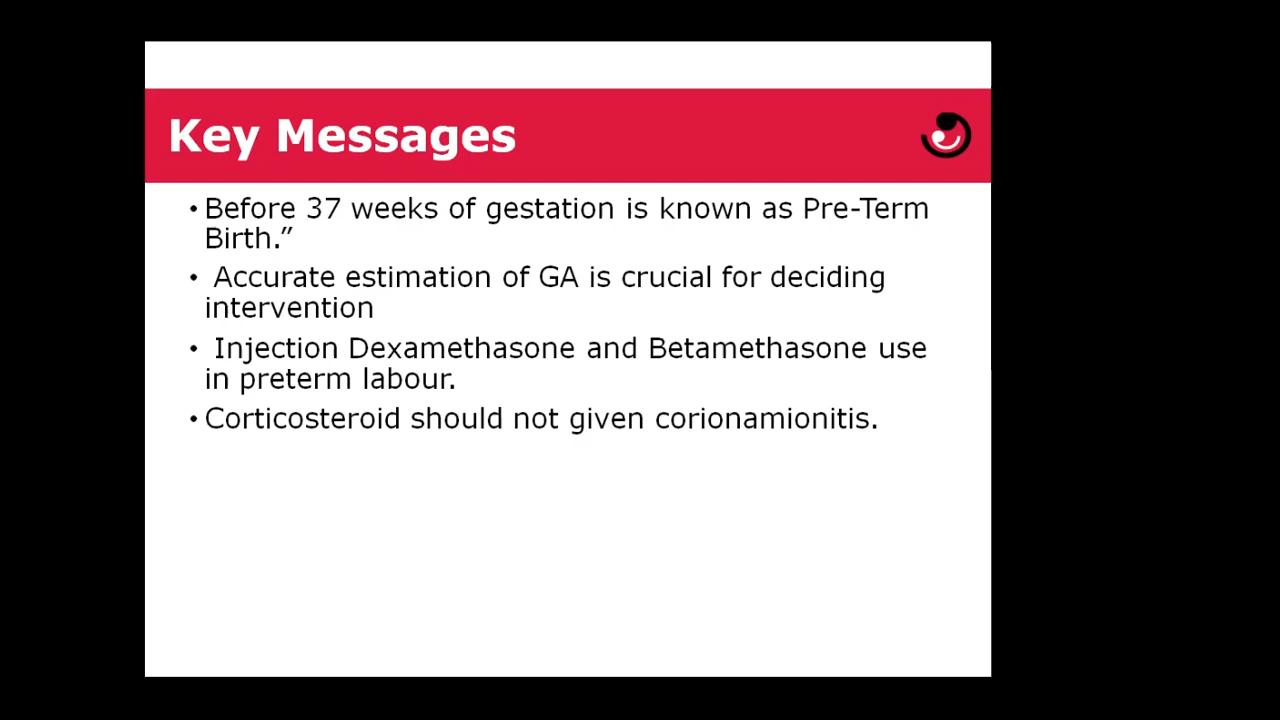 Key Messages
• Before 37 weeks of gestation is known as Pre-Term
Birth.”
• Accurate estimation of GA is crucial for deciding
intervention
• Injection Dexamethasone and Betamethasone use
in preterm labour.
• Corticosteroid should not given corionamionitis.